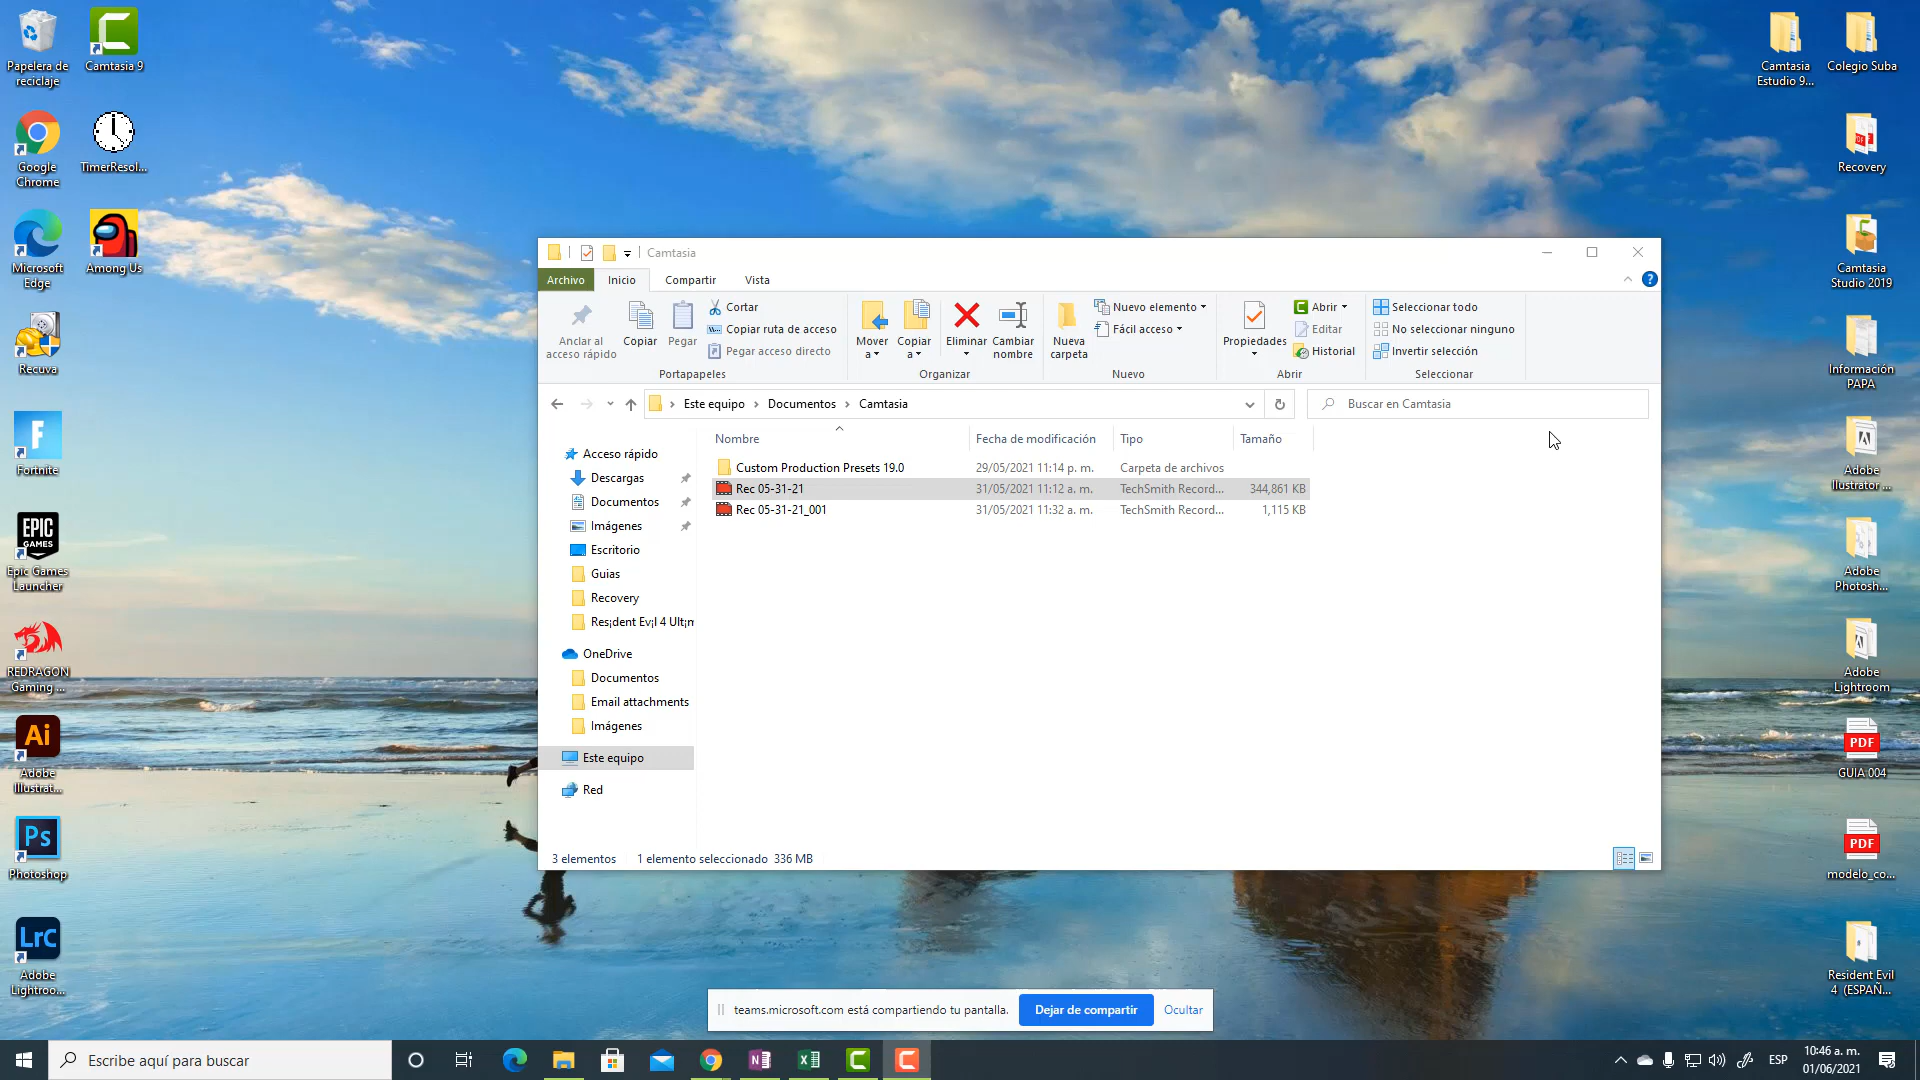 Papelera de
reciclaje
Camtasia 9
Google
Chrome
TimerResol...
Microsoft
Edge
Among Us
Recuva
Fortnite
EPIC
GAMES
Epic Games
Launcher
REDRAGON
Gaming ...
Ai
Adobe
Illustrat...
Ps
Photoshop
LrC
Adobe
Lightroo...
Camtasia
Estudio 9...
Colegio Suba
Recovery
Camtasia
Studio 2019
Información
PAPA
Adobe
Ilustrator ...
Adobe
Photosh...
Adobe
Lightroom
PDF
GUIA 004
PDF
modelo_co...
Resident Evil
4 (ESPAÑ...
Camtasia
Archivo
Inicio
Compartir
Vista
Anclar al
acceso rápido
Copiar
Pegar
Cortar
Copiar ruta de acceso
Pegar acceso directo
Portapapeles
Mover
a
Copiar
a
Eliminar
Cambiar
nombre
Organizar
Nueva
carpeta
Nuevo elemento
Fácil acceso
Nuevo
Propiedades
Abrir
Editar
Historial
Abrir
Seleccionar todo
No seleccionar ninguno
Invertir selección
Seleccionar
Este equipo > Documentos > Camtasia
Buscar en Camtasia
Nombre Fecha de modificación Tipo Tamaño
Custom Production Presets 19.0 29/05/2021 11:14 p. m. Carpeta de archivos
Rec 05-31-21 31/05/2021 11:12 a. m. TechSmith Record... 344,861 KB
Rec 05-31-21_001 31/05/2021 11:32 a. m. TechSmith Record... 1,115 KB
Acceso rápido
Descargas
Documentos
Imágenes
Escritorio
Guias
Recovery
Res¡dent Ev¡l 4 Ult¡m
OneDrive
Documentos
Email attachments
Imágenes
Este equipo
Red
3 elementos 1 elemento seleccionado 336 MB
teams.microsoft.com está compartiendo tu pantalla. Dejar de compartir Ocultar
Escribe aquí para buscar
ESP
10:46 a. m.
01/06/2021